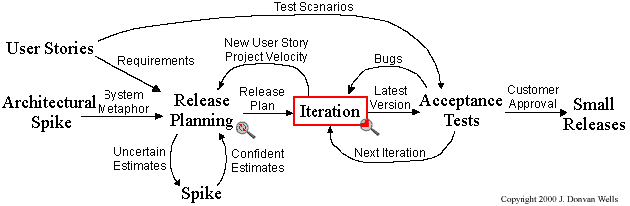 Test Scenarios
User Stories
Requirements
New User Story
Project Velocity
Bugs
Architectural
Spike
System
Metaphor
Release
Planning
Release
Plan
Iteration
Latest
Version
Acceptance
Tests
Customer
Approval
Small
Releases
Uncertain
Estimates
Confident
Estimates
Next Iteration
Spike
Copyright 2000 J. Donvan Wells